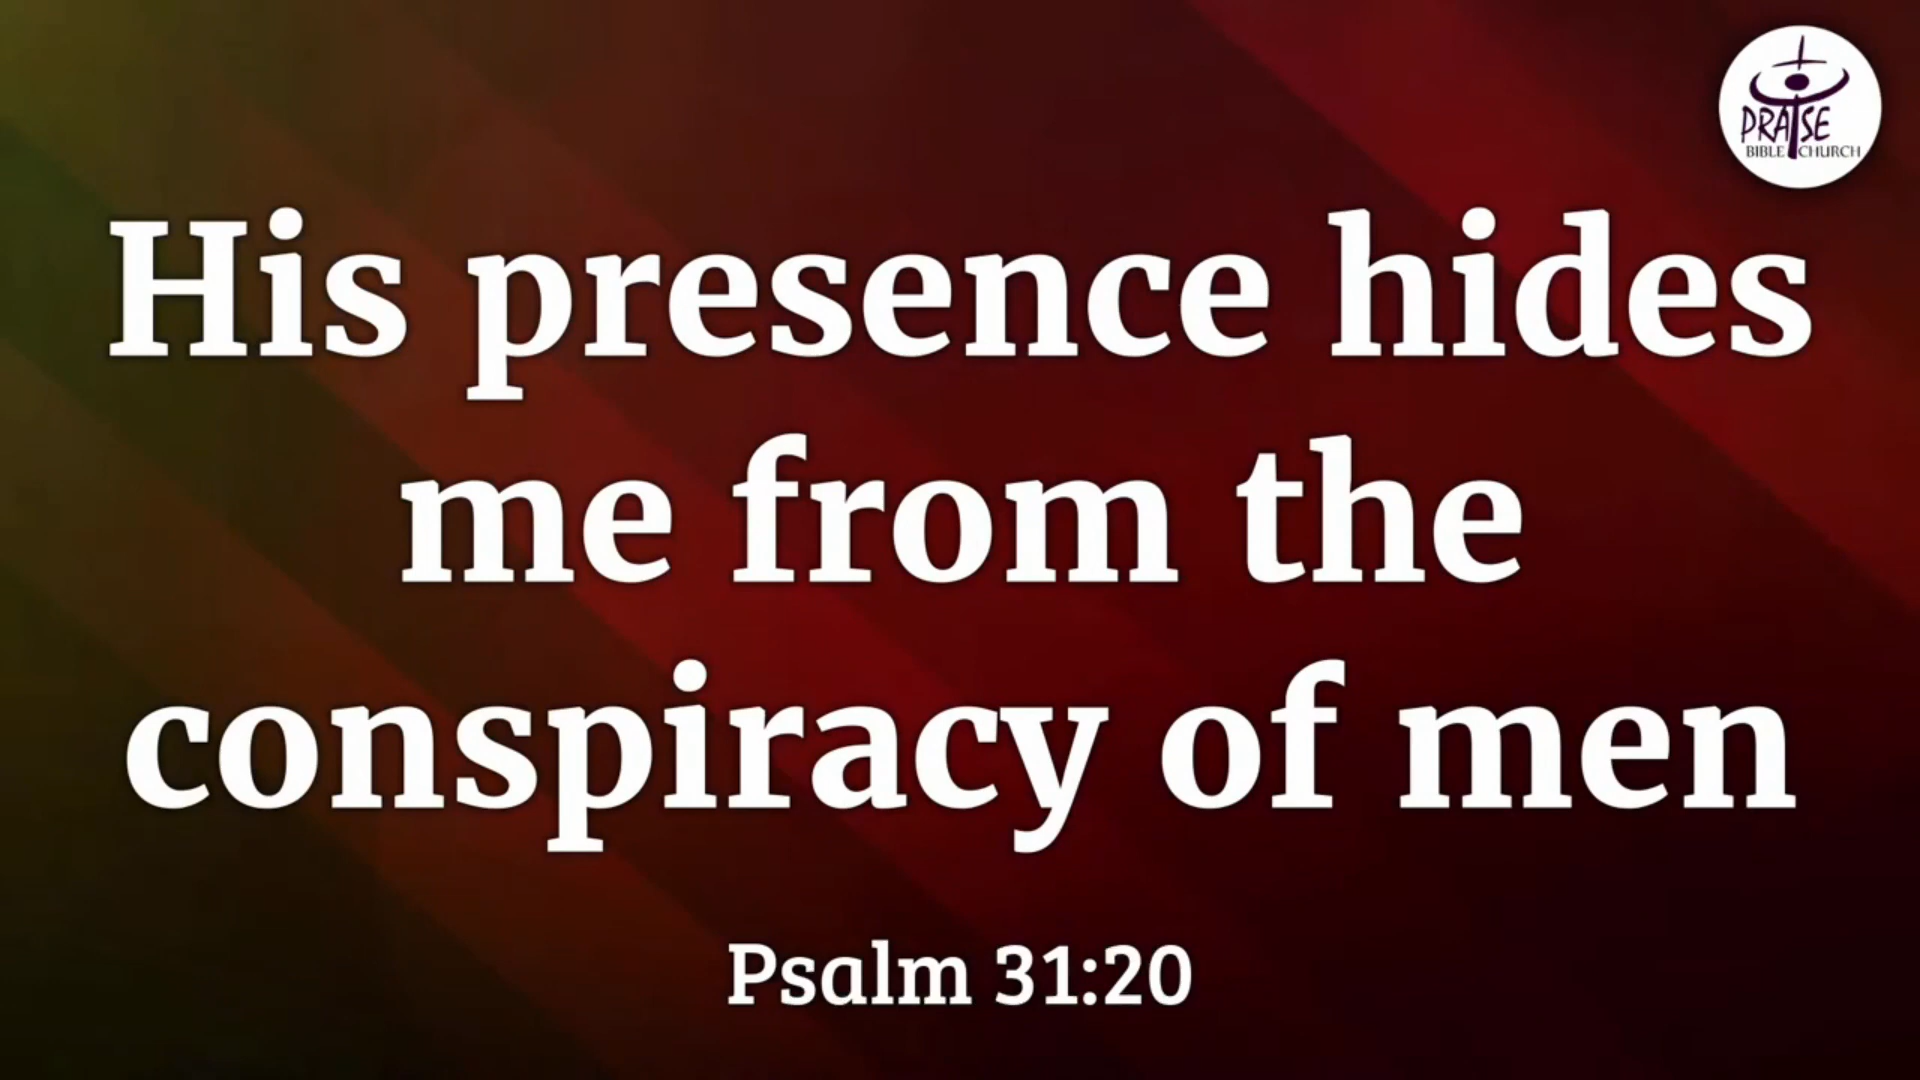 PRAISE
BIBLE CHURCH
His presence hides
me from the
conspiracy of men
Psalm 31:20